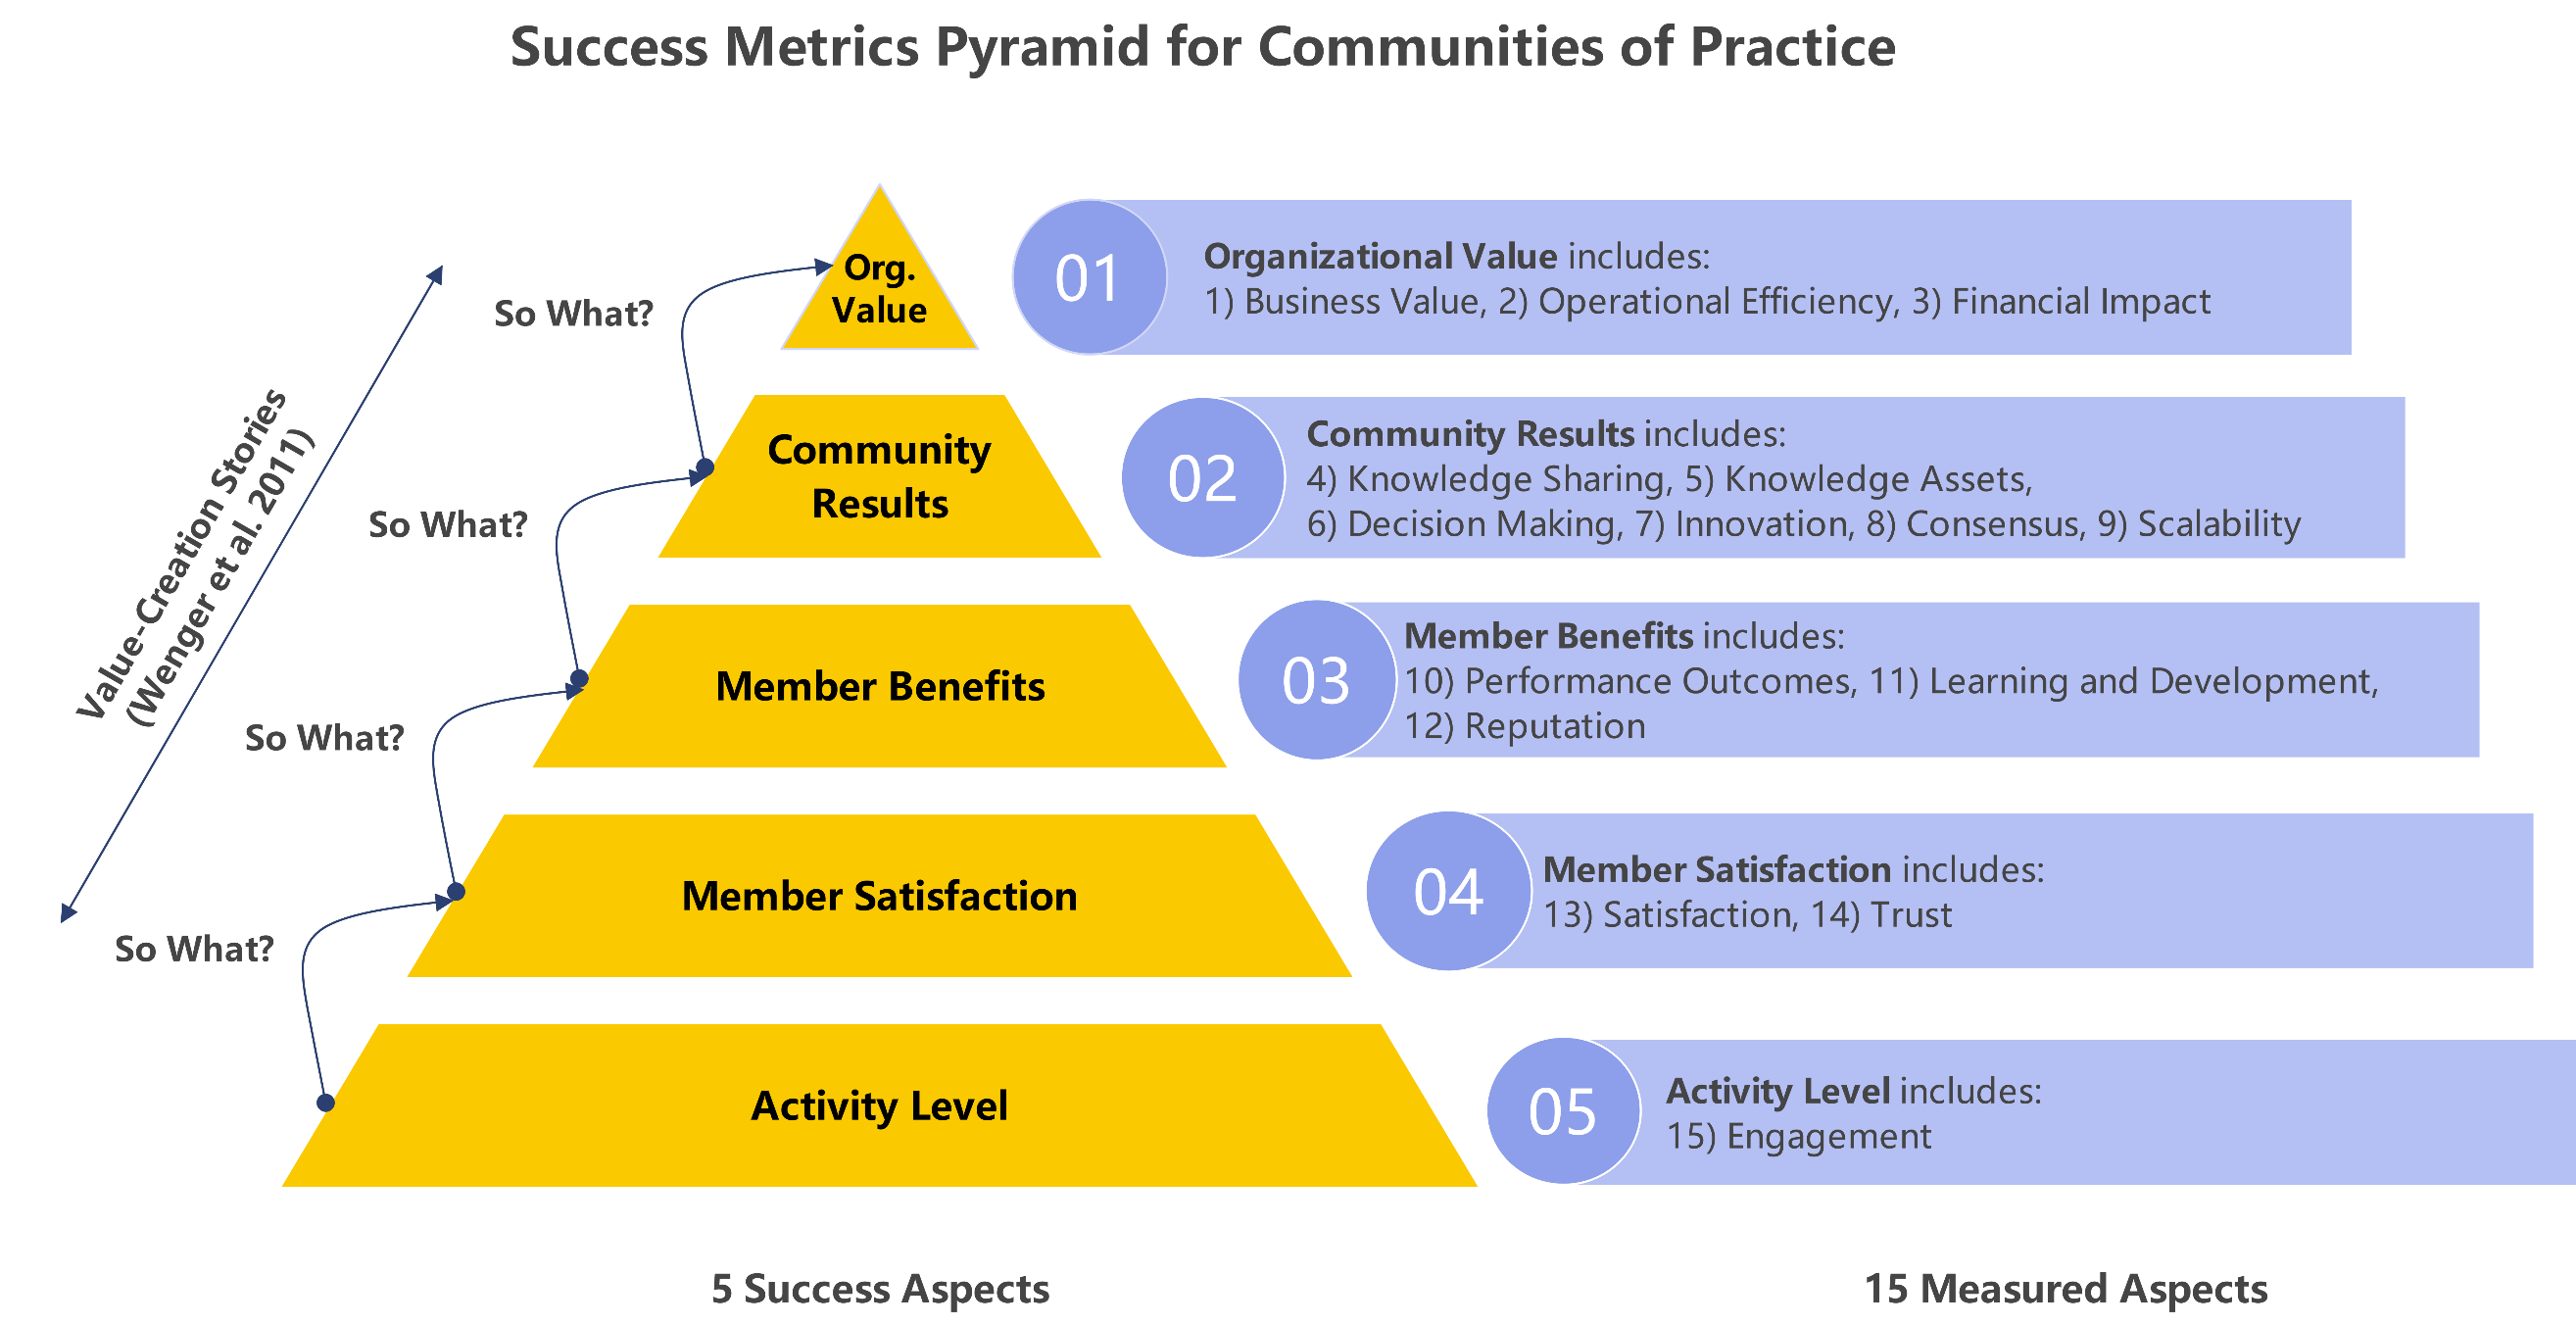 Success Metrics Pyramid for Communities of Practice
Value-Creation Stories
(Wenger et al. 2011)
So What?
So What?
So What?
So What?
Org.
Value
Community
Results
Member Benefits
Member Satisfaction
Activity Level
01
Organizational Value includes:
1) Business Value, 2) Operational Efficiency, 3) Financial Impact
02
Community Results includes:
4) Knowledge Sharing, 5) Knowledge Assets,
6) Decision Making, 7) Innovation, 8) Consensus, 9) Scalability
03
Member Benefits includes:
10) Performance Outcomes, 11) Learning and Development,
12) Reputation
04
Member Satisfaction includes:
13) Satisfaction, 14) Trust
05
Activity Level includes:
15) Engagement
5 Success Aspects
15 Measured Aspects